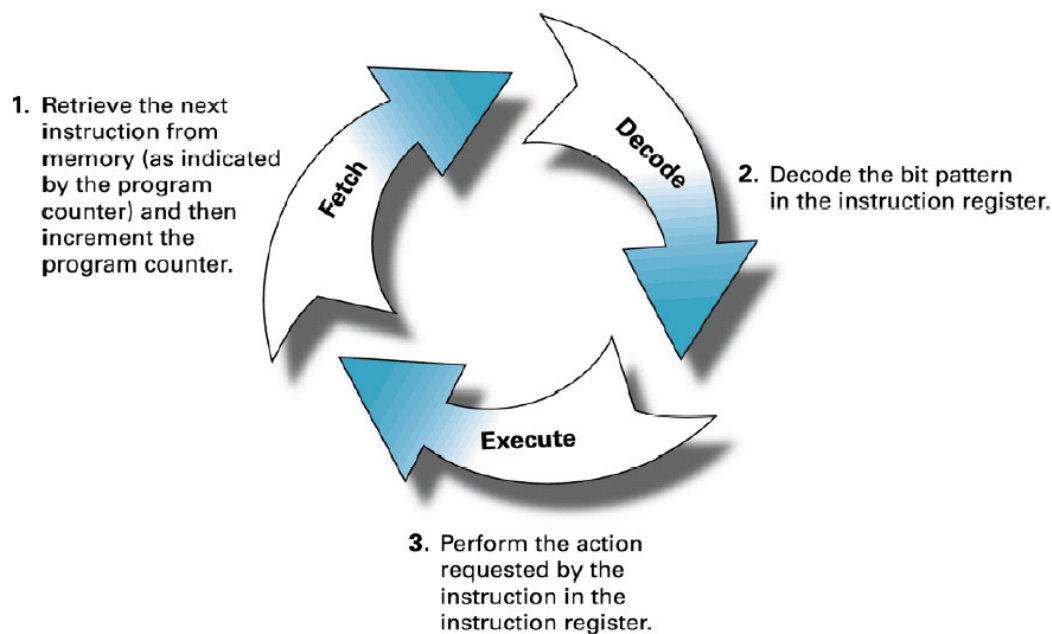 1. Retrieve the next
instruction from
memory (as indicated
by the program
counter) and then
increment the
program counter.
Fetch
Decode
2. Decode the bit pattern
in the instruction register.
Execute
3. Perform the action
requested by the
instruction in the
instruction register.